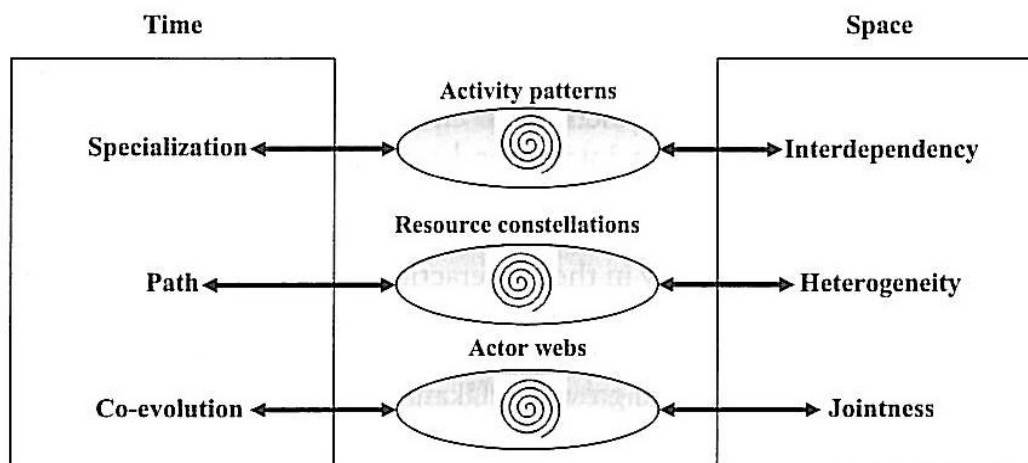 Time
Space
Activity patterns
Specialization
Interdependency
Resource constellations
Path
Heterogeneity
Actor webs
Co-evolution
Jointness